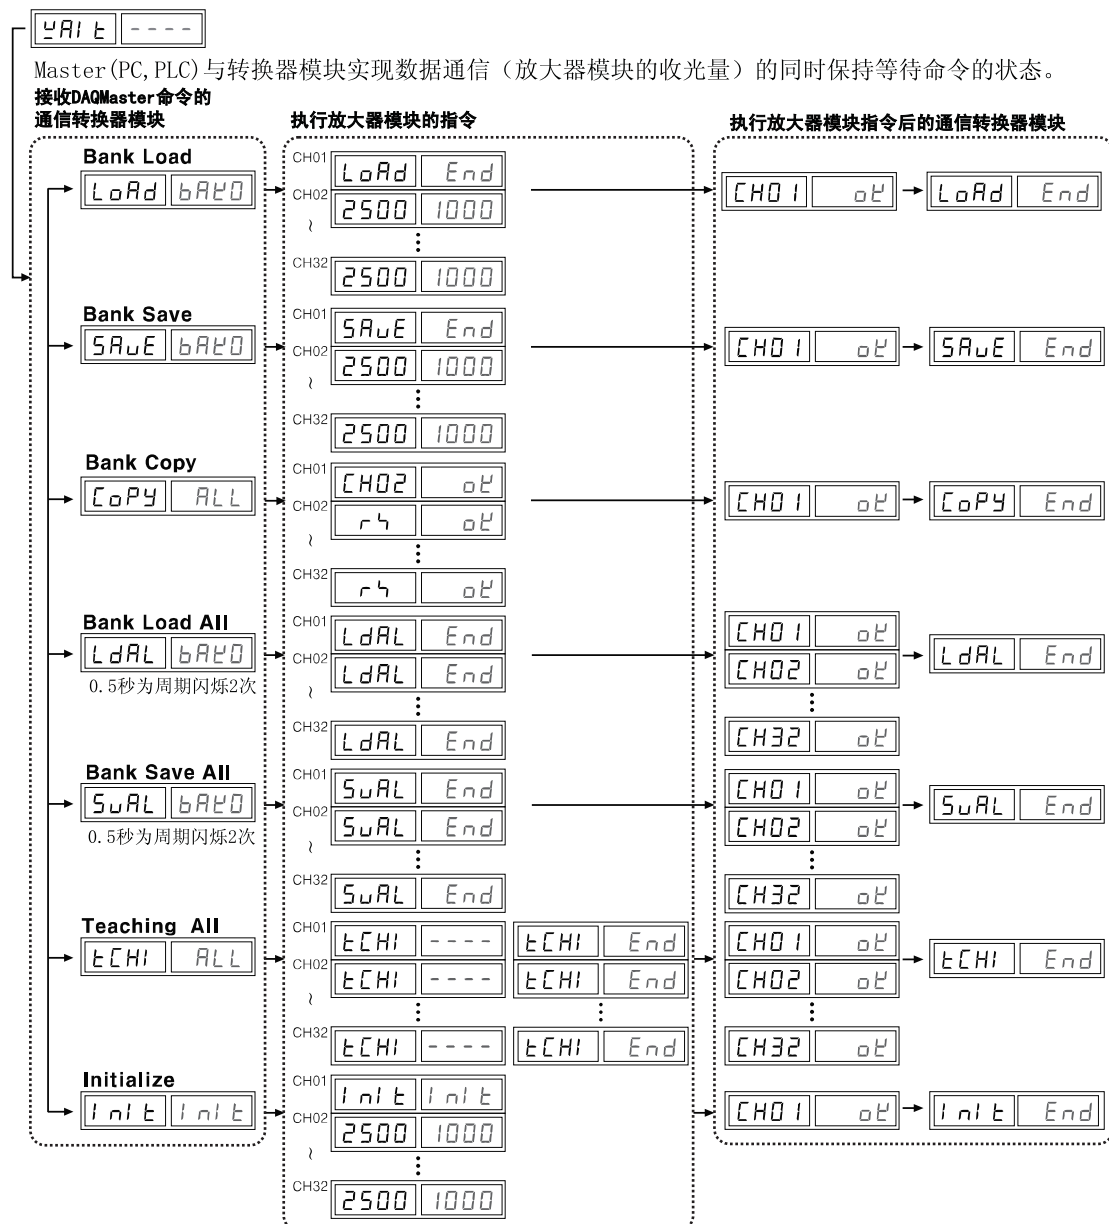 WAIt ----
Master(PC,PLC)与转换器模块实现数据通信（放大器模块的收光量）的同时保持等待命令的状态。
接收DAQMaster命令的
通信转换器模块
执行放大器模块的指令
执行放大器模块指令后的通信转换器模块
Bank Load
LoAd bAK0
CH01 LoAd End
CH02 2500 1000
~
CH32 2500 1000
CH01 oK
LoAd End
Bank Save
SAvE bAK0
CH01 SAvE End
CH02 2500 1000
~
CH32 2500 1000
CH01 oK
SAvE End
Bank Copy
CoPY ALL
CH01 CH02 oK
CH02 rh oK
~
CH32 rh oK
CH01 oK
CoPY End
Bank Load All
LdAL bAK0
0.5秒为周期闪烁2次
CH01 LdAL End
CH02 LdAL End
~
CH32 LdAL End
CH01 oK
CH02 oK
CH32 oK
LdAL End
Bank Save All
SvAL bAK0
0.5秒为周期闪烁2次
CH01 SvAL End
CH02 SvAL End
~
CH32 SvAL End
CH01 oK
CH02 oK
CH32 oK
SvAL End
Teaching All
tCHI ALL
CH01 tCHI ---- tCHI End
CH02 tCHI ---- tCHI End
~
CH32 tCHI ---- tCHI End
CH01 oK
CH02 oK
CH32 oK
tCHI End
Initialize
InIt InIt
CH01 InIt InIt
CH02 2500 1000
~
CH32 2500 1000
CH01 oK
InIt End